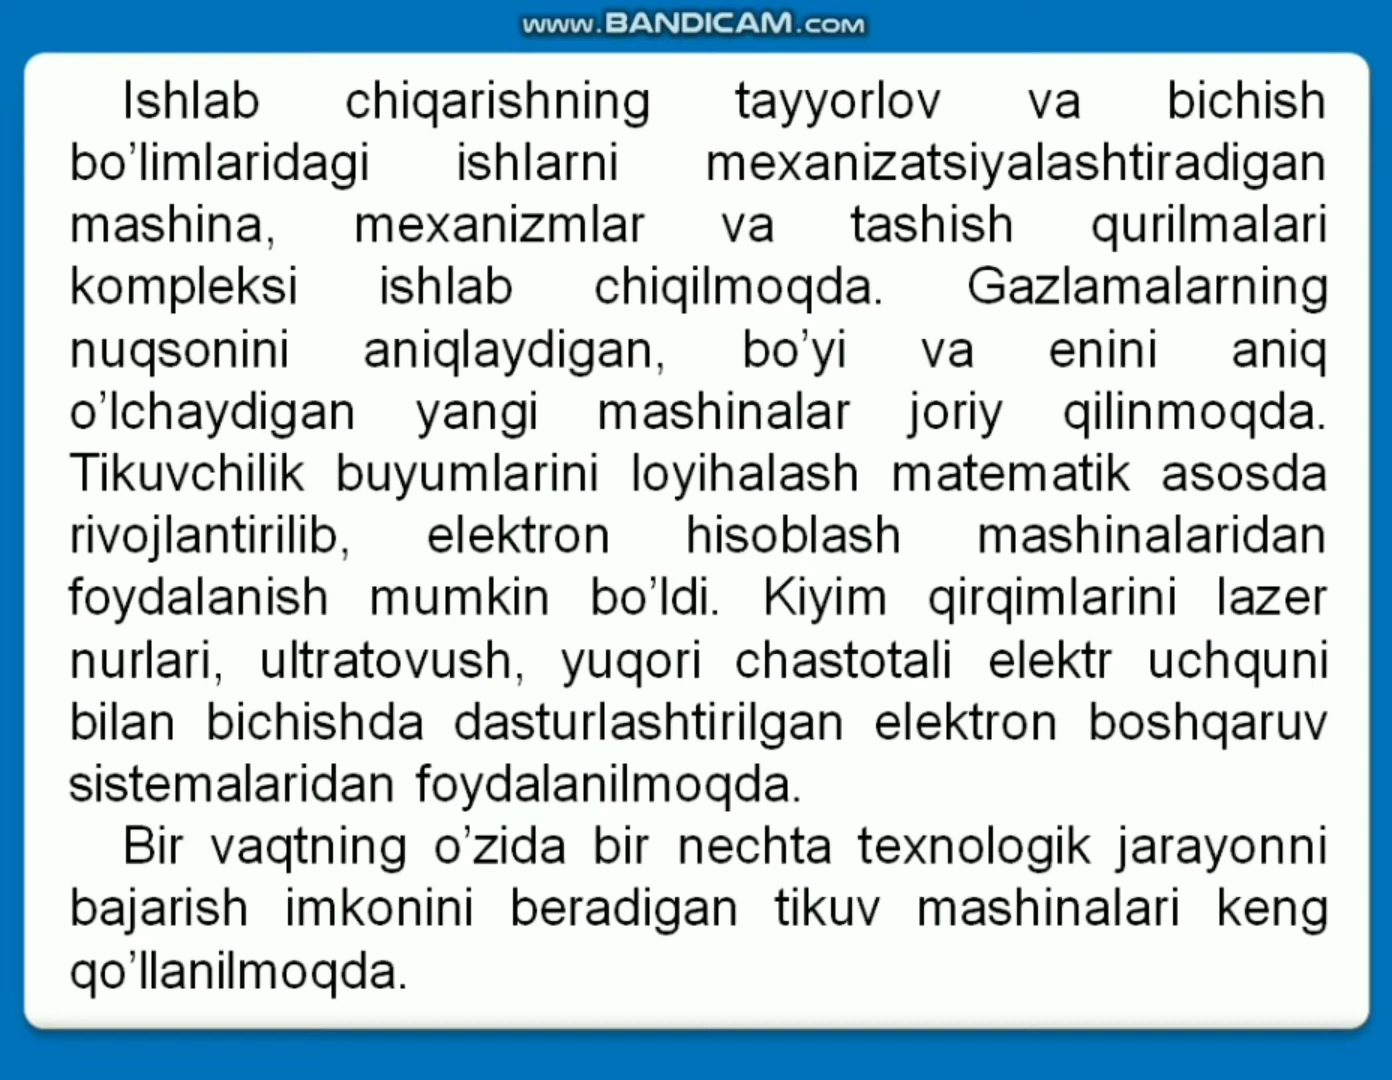 www.BANDICAM.COM
Ishlab chiqarishning tayyorlov va bichish
bo’limlaridagi ishlarni mexanizatsiyalashtiradigan
mashina, mexanizmlar va tashish qurilmalari
kompleksi ishlab chiqilmoqda. Gazlamalarning
nuqsonini aniqlaydigan, bo’yi va enini aniq
o’lchaydigan yangi mashinalar joriy qilinmoqda.
Tikuvchilik buyumlarini loyihalash matematik asosda
rivojlantirilib, elektron hisoblash mashinalaridan
foydalanish mumkin bo’ldi. Kiyim qirqimlarini lazer
nurlari, ultratovush, yuqori chastotali elektr uchquni
bilan bichishda dasturlashtirilgan elektron boshqaruv
sistemalaridan foydalanilmoqda.
Bir vaqtning o’zida bir nechta texnologik jarayonni
bajarish imkonini beradigan tikuv mashinalari keng
qo’llanilmoqda.